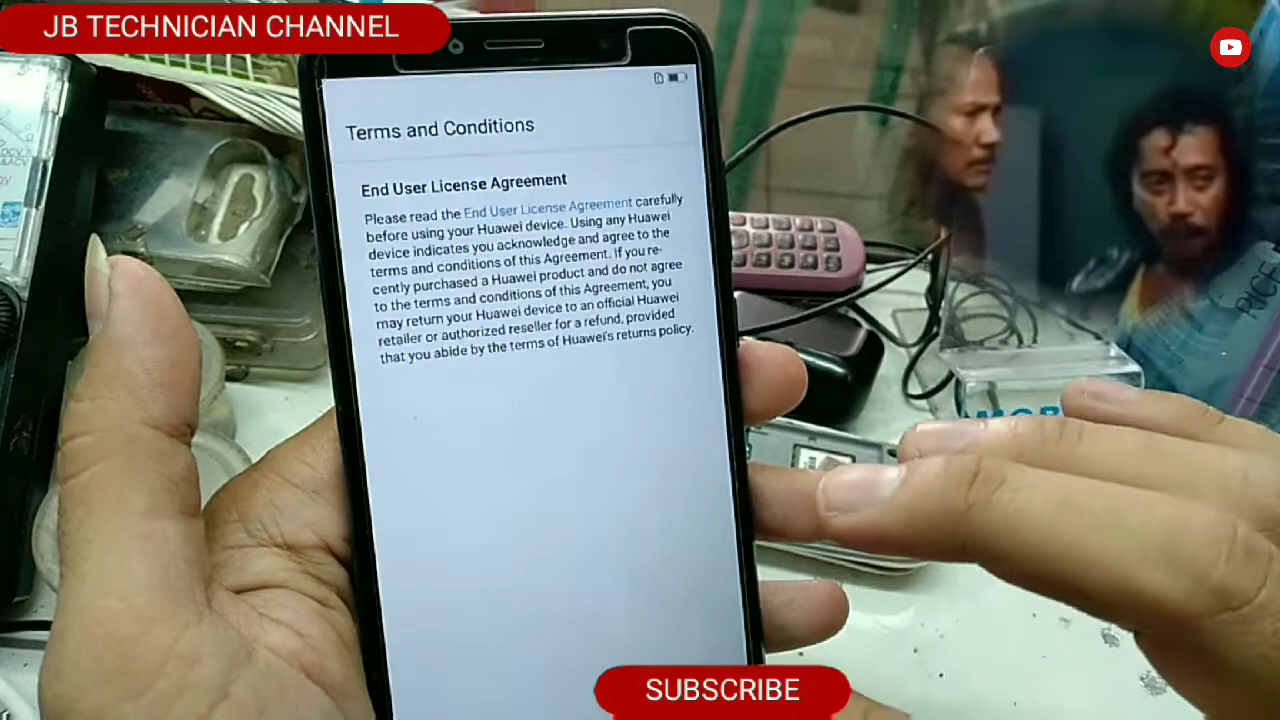 JB TECHNICIAN CHANNEL
Terms and Conditions
End User License Agreement
Please read the End User License Agreement carefully
before using your Huawei device. Using any Huawei
device indicates you acknowledge and agree to the
terms and conditions of this Agreement. If you re-
cently purchased a Huawei product and do not agree
to the terms and conditions of this Agreement, you
may return your Huawei device to an official Huawei
retailer or authorized reseller for a refund, provided
that you abide by the terms of Huawei's returns policy.
SUBSCRIBE